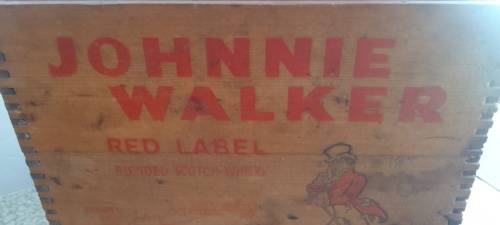 JOHNNIE
WALKER
RED LABEL
BLENDED SCOTCH WHISKY